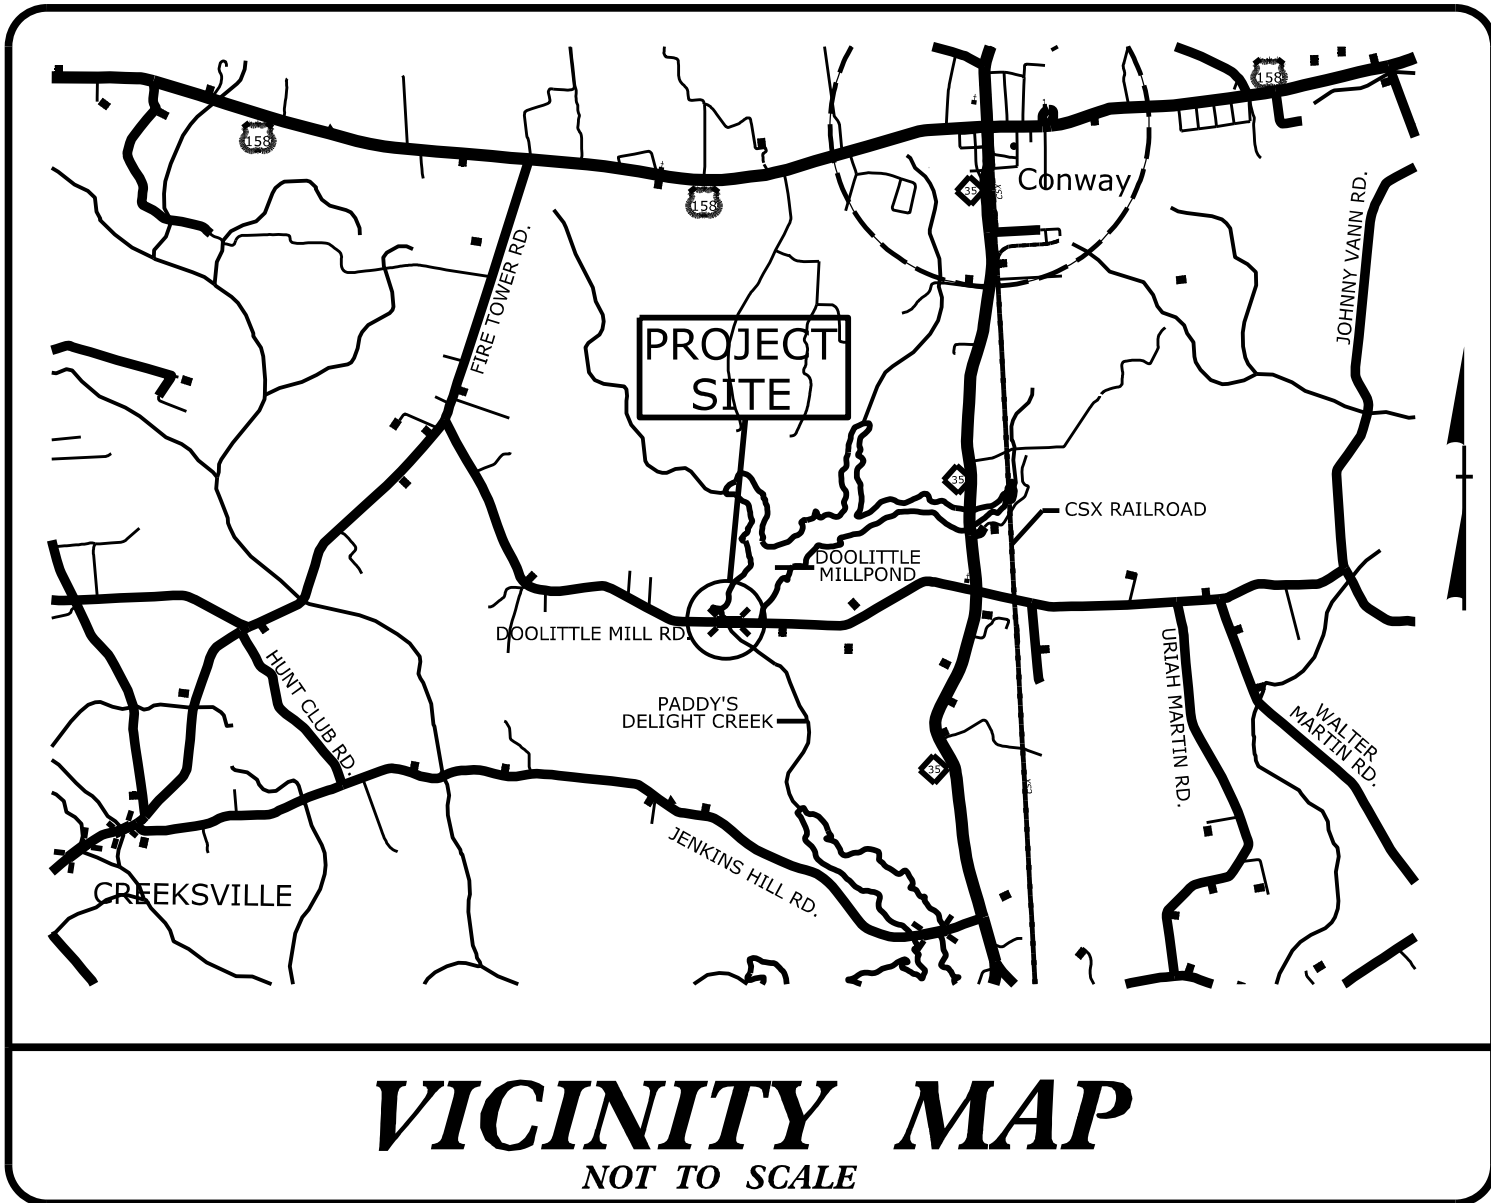 158
158
158
Conway
35
CSX
FIRE TOWER RD.
JOHNNY VANN RD.
PROJECT
SITE
35
CSX RAILROAD
DOOLITTLE
MILLPOND
DOOLITTLE MILL RD.
HUNT CLUB RD.
PADDY'S
DELIGHT CREEK
URIAH MARTIN RD.
WALTER
MARTIN RD.
35
CSX
JENKINS HILL RD.
CREEKSVILLE
VICINITY MAP
NOT TO SCALE